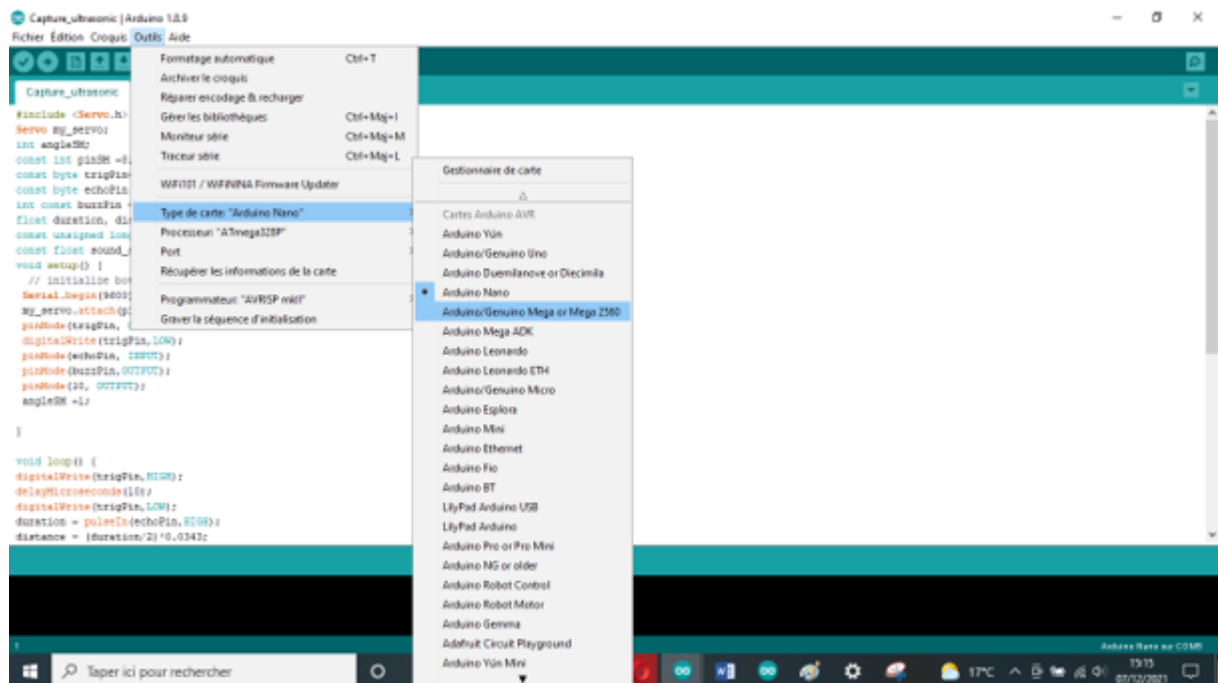 Capture_ultrasonic | Arduino 1.8.9
Fichier Édition Croquis Outils Aide
Capture_ultrasonic
Formatage automatique Ctrl+T
Archiver le croquis
Réparer encodage & recharger
Gérer les bibliothèques Ctrl+Maj+I
Moniteur série Ctrl+Maj+M
Traceur série Ctrl+Maj+L
WiFi101 / WiFiNINA Firmware Updater
Type de carte: "Arduino Nano"
Processeur: "ATmega328P"
Port
Récupérer les informations de la carte
Programmateur: "AVRISP mkII"
Graver la séquence d'initialisation
Gestionnaire de carte
Cartes Arduino AVR
Arduino Yún
Arduino/Genuino Uno
Arduino Duemilanove or Diecimila
Arduino Nano
Arduino/Genuino Mega or Mega 2560
Arduino Mega ADK
Arduino Leonardo
Arduino Leonardo ETH
Arduino/Genuino Micro
Arduino Esplora
Arduino Mini
Arduino Ethernet
Arduino Fio
Arduino BT
LilyPad Arduino USB
LilyPad Arduino
Arduino Pro or Pro Mini
Arduino NG or older
Arduino Robot Control
Arduino Robot Motor
Arduino Gemma
Adafruit Circuit Playground
Arduino Yún Mini
#include <Servo.h>
Servo my_servo;
int angleSM;
const int pinSM =
const byte trigPin
const byte echoPin
int const buzzPin
float duration,
const unsigned
const float sound_
void setup() {
// initialize
Serial.begin(9600)
my_servo.attach(
pinMode(trigPin,
digitalWrite(trigPin,LOW);
pinMode(echoPin, INPUT);
pinMode(buzzPin,OUTPUT);
pinMode(10, OUTPUT);
angleSM =1;
}
void loop() {
digitalWrite(trigPin,HIGH);
delayMicroseconds(10);
digitalWrite(trigPin,LOW);
duration = pulseIn(echoPin,HIGH);
distance = (duration/2)*0.0343;
1
Arduino Nano sur COM8
Taper ici pour rechercher
17°C
15:15
07/12/2021